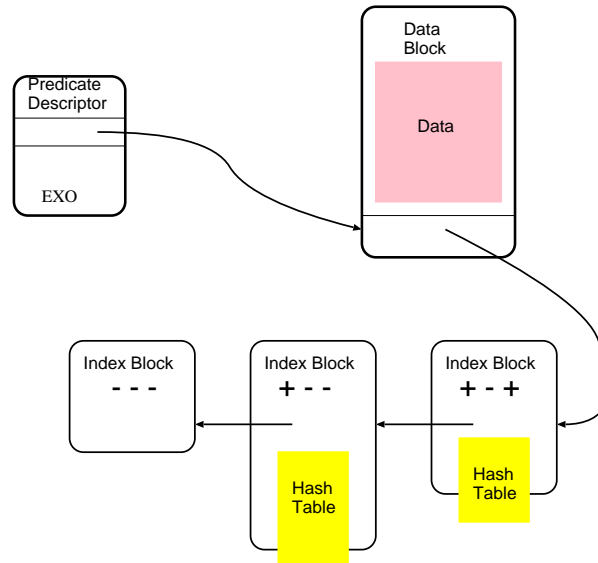 Data
Block
Predicate
Descriptor
Data
EXO
Index Block
- - -
Index Block
+ - -
Index Block
+ - +
Hash
Table
Hash
Table